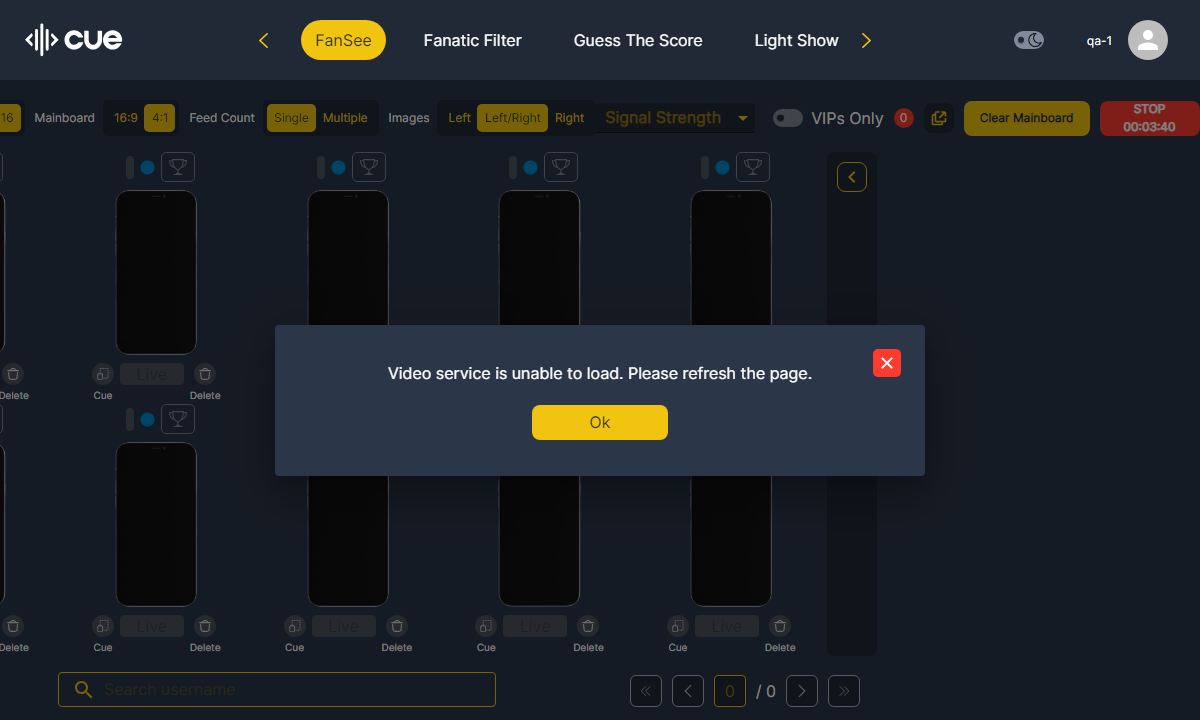 cue
FanSee
Fanatic Filter
Guess The Score
Light Show
qa-1
16
Mainboard
16:9
4:1
Feed Count
Single
Multiple
Images
Left
Left/Right
Right
Signal Strength
VIPs Only
0
Clear Mainboard
STOP
00:03:40
Delete
Cue
Live
Delete
Video service is unable to load. Please refresh the page.
Ok
Delete
Cue
Live
Delete
Cue
Live
Delete
Cue
Live
Delete
Cue
Live
Delete
Search username
0 / 0